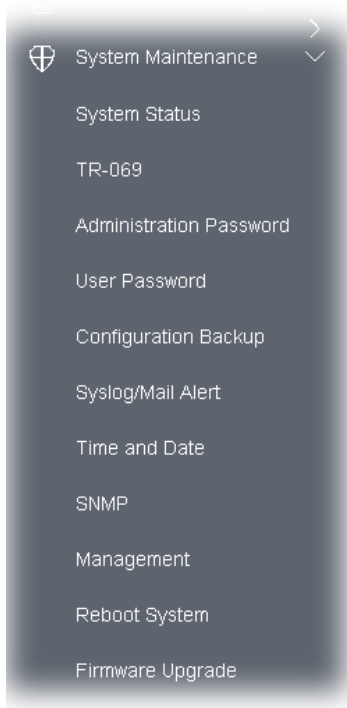 System Maintenance
System Status
TR-069
Administration Password
User Password
Configuration Backup
Syslog/Mail Alert
Time and Date
SNMP
Management
Reboot System
Firmware Upgrade